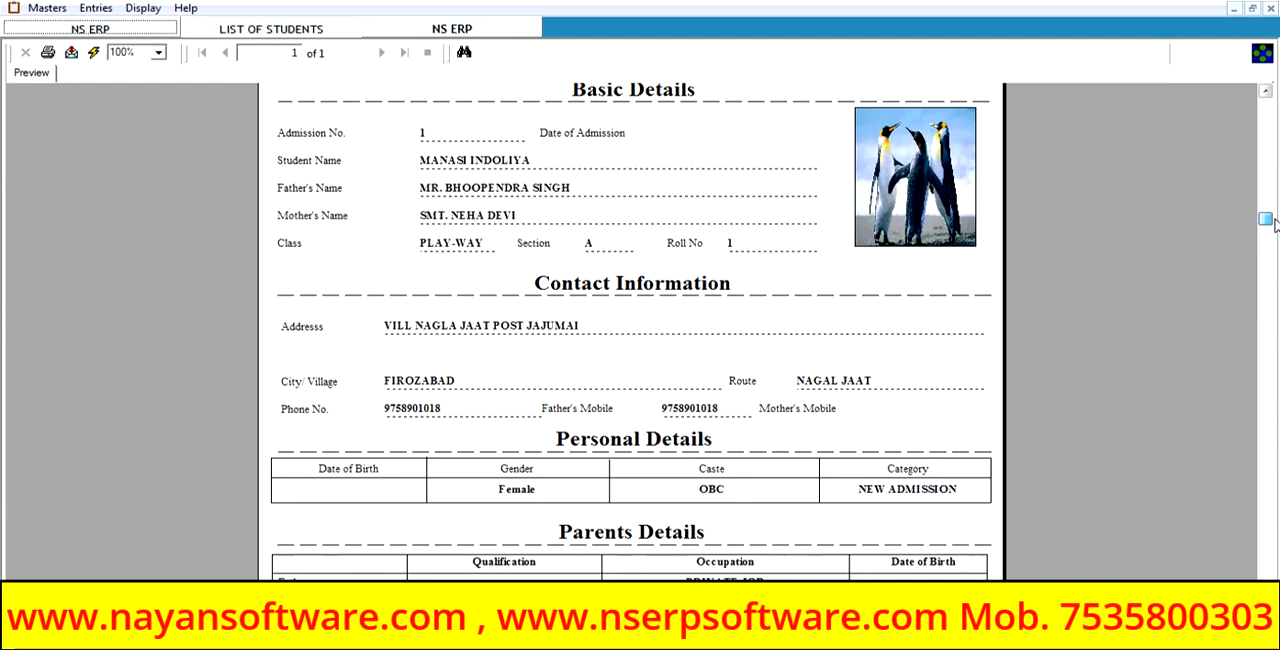 Masters Entries Display Help
NS ERP LIST OF STUDENTS NS ERP
100% 1 of 1
Preview
Basic Details
Admission No. 1 Date of Admission
Student Name MANASI INDOLIYA
Father's Name MR. BHOOPENDRA SINGH
Mother's Name SMT. NEHA DEVI
Class PLAY-WAY Section A Roll No 1
Contact Information
Addresss VILL NAGLA JAAT POST JAJUMAI
City/ Village FIROZABAD Route NAGAL JAAT
Phone No. 9758901018 Father's Mobile 9758901018 Mother's Mobile
Personal Details
Date of Birth Gender Caste Category
Female OBC NEW ADMISSION
Parents Details
Qualification Occupation Date of Birth
PRIVATE JOB
www.nayansoftware.com , www.nserpsoftware.com Mob. 7535800303